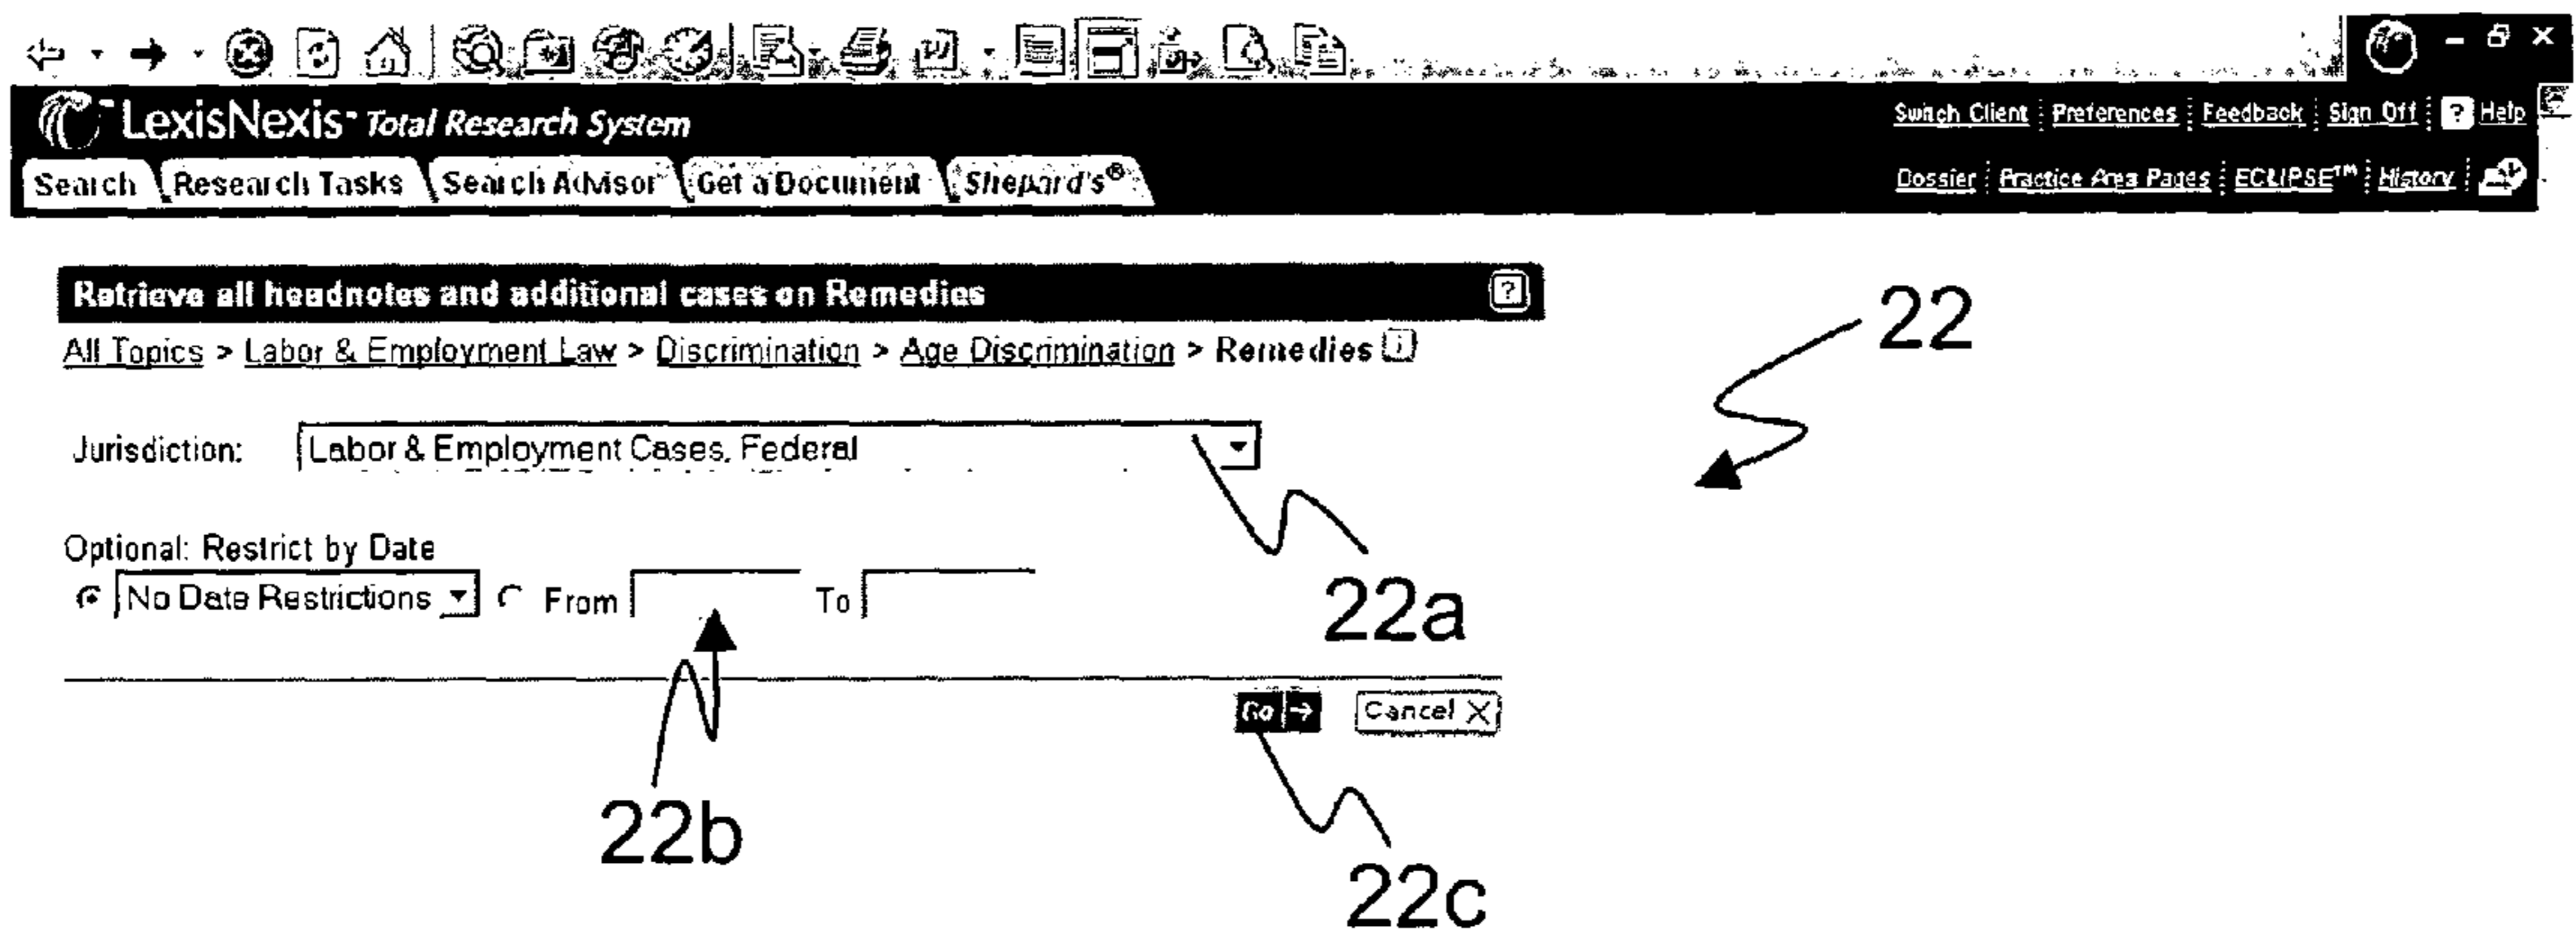 LexisNexis™ Total Research System
Switch Client Preferences Feedback Sign Off ? Help
Search Research Tasks Search Advisor Get a Document Shepard's®
Dossier Practice Area Pages ECLIPSE™ History
Retrieve all headnotes and additional cases on Remedies ?
All Topics > Labor & Employment Law > Discrimination > Age Discrimination > Remedies i
22
Jurisdiction: Labor & Employment Cases, Federal
Optional: Restrict by Date
No Date Restrictions From To
22a
Go → Cancel X
22b
22c